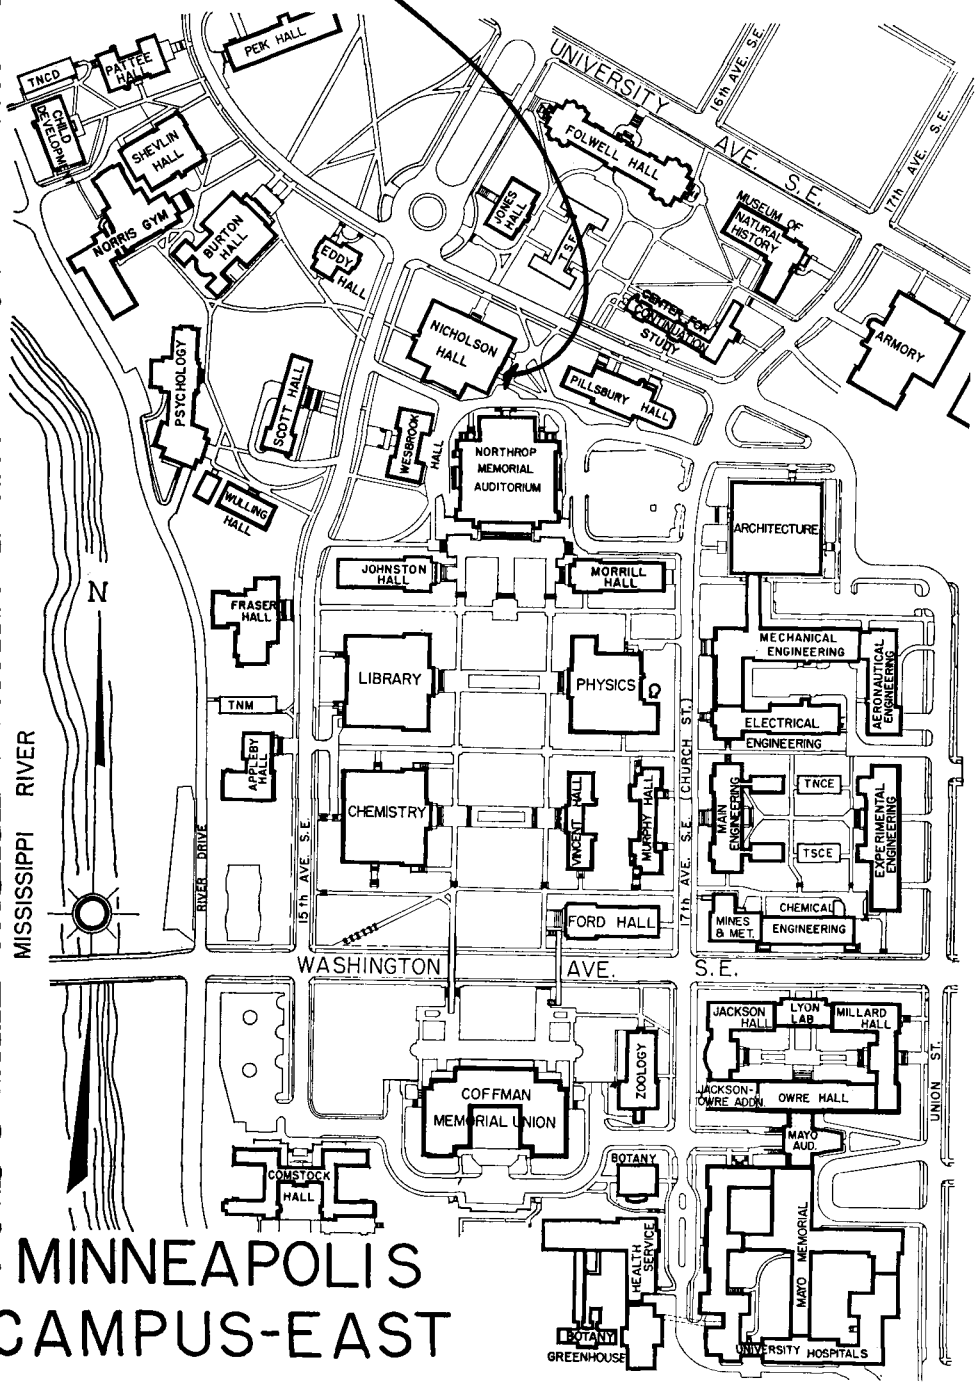 PEIK HALL
TNCD
PATTEE
HALL
CHILD
DEVELOPME
SHEVLIN
HALL
NORRIS GYM
BURTON
HALL
EDDY
HALL
JONES
HALL
T.S.F.
UNIVERSITY AVE. S.E.
16th AVE. S.E.
17th AVE. S.E.
FOLWELL HALL
MUSEUM OF
NATURAL
HISTORY
CENTER FOR
CONTINUATION
STUDY
ARMORY
NICHOLSON
HALL
PILLSBURY HALL
PSYCHOLOGY
SCOTT HALL
WESBROOK
HALL
NORTHROP
MEMORIAL
AUDITORIUM
WULLING
HALL
ARCHITECTURE
JOHNSTON
HALL
MORRILL
HALL
N
FRASER
HALL
MECHANICAL
ENGINEERING
AERONAUTICAL
ENGINEERING
LIBRARY
PHYSICS
TNM
ELECTRICAL
ENGINEERING
APPLEBY
HALL
CHEMISTRY
VINCENT HALL
MURPHY HALL
17th AVE. S.E. (CHURCH ST.)
MAIN
ENGINEERING
TNCE
TSCE
EXPERIMENTAL
ENGINEERING
MISSISSIPPI RIVER
RIVER DRIVE
15th AVE. S.E.
FORD HALL
MINES
& MET.
CHEMICAL
ENGINEERING
WASHINGTON AVE. S.E.
JACKSON
HALL
LYON
LAB
MILLARD
HALL
ZOOLOGY
JACKSON-
OWRE ADDN.
OWRE HALL
UNION ST.
COFFMAN
MEMORIAL UNION
MAYO
AUD.
COMSTOCK
HALL
BOTANY
HEALTH
SERVICE
MAYO MEMORIAL
BOTANY
GREENHOUSE
UNIVERSITY HOSPITALS
MINNEAPOLIS
CAMPUS-EAST